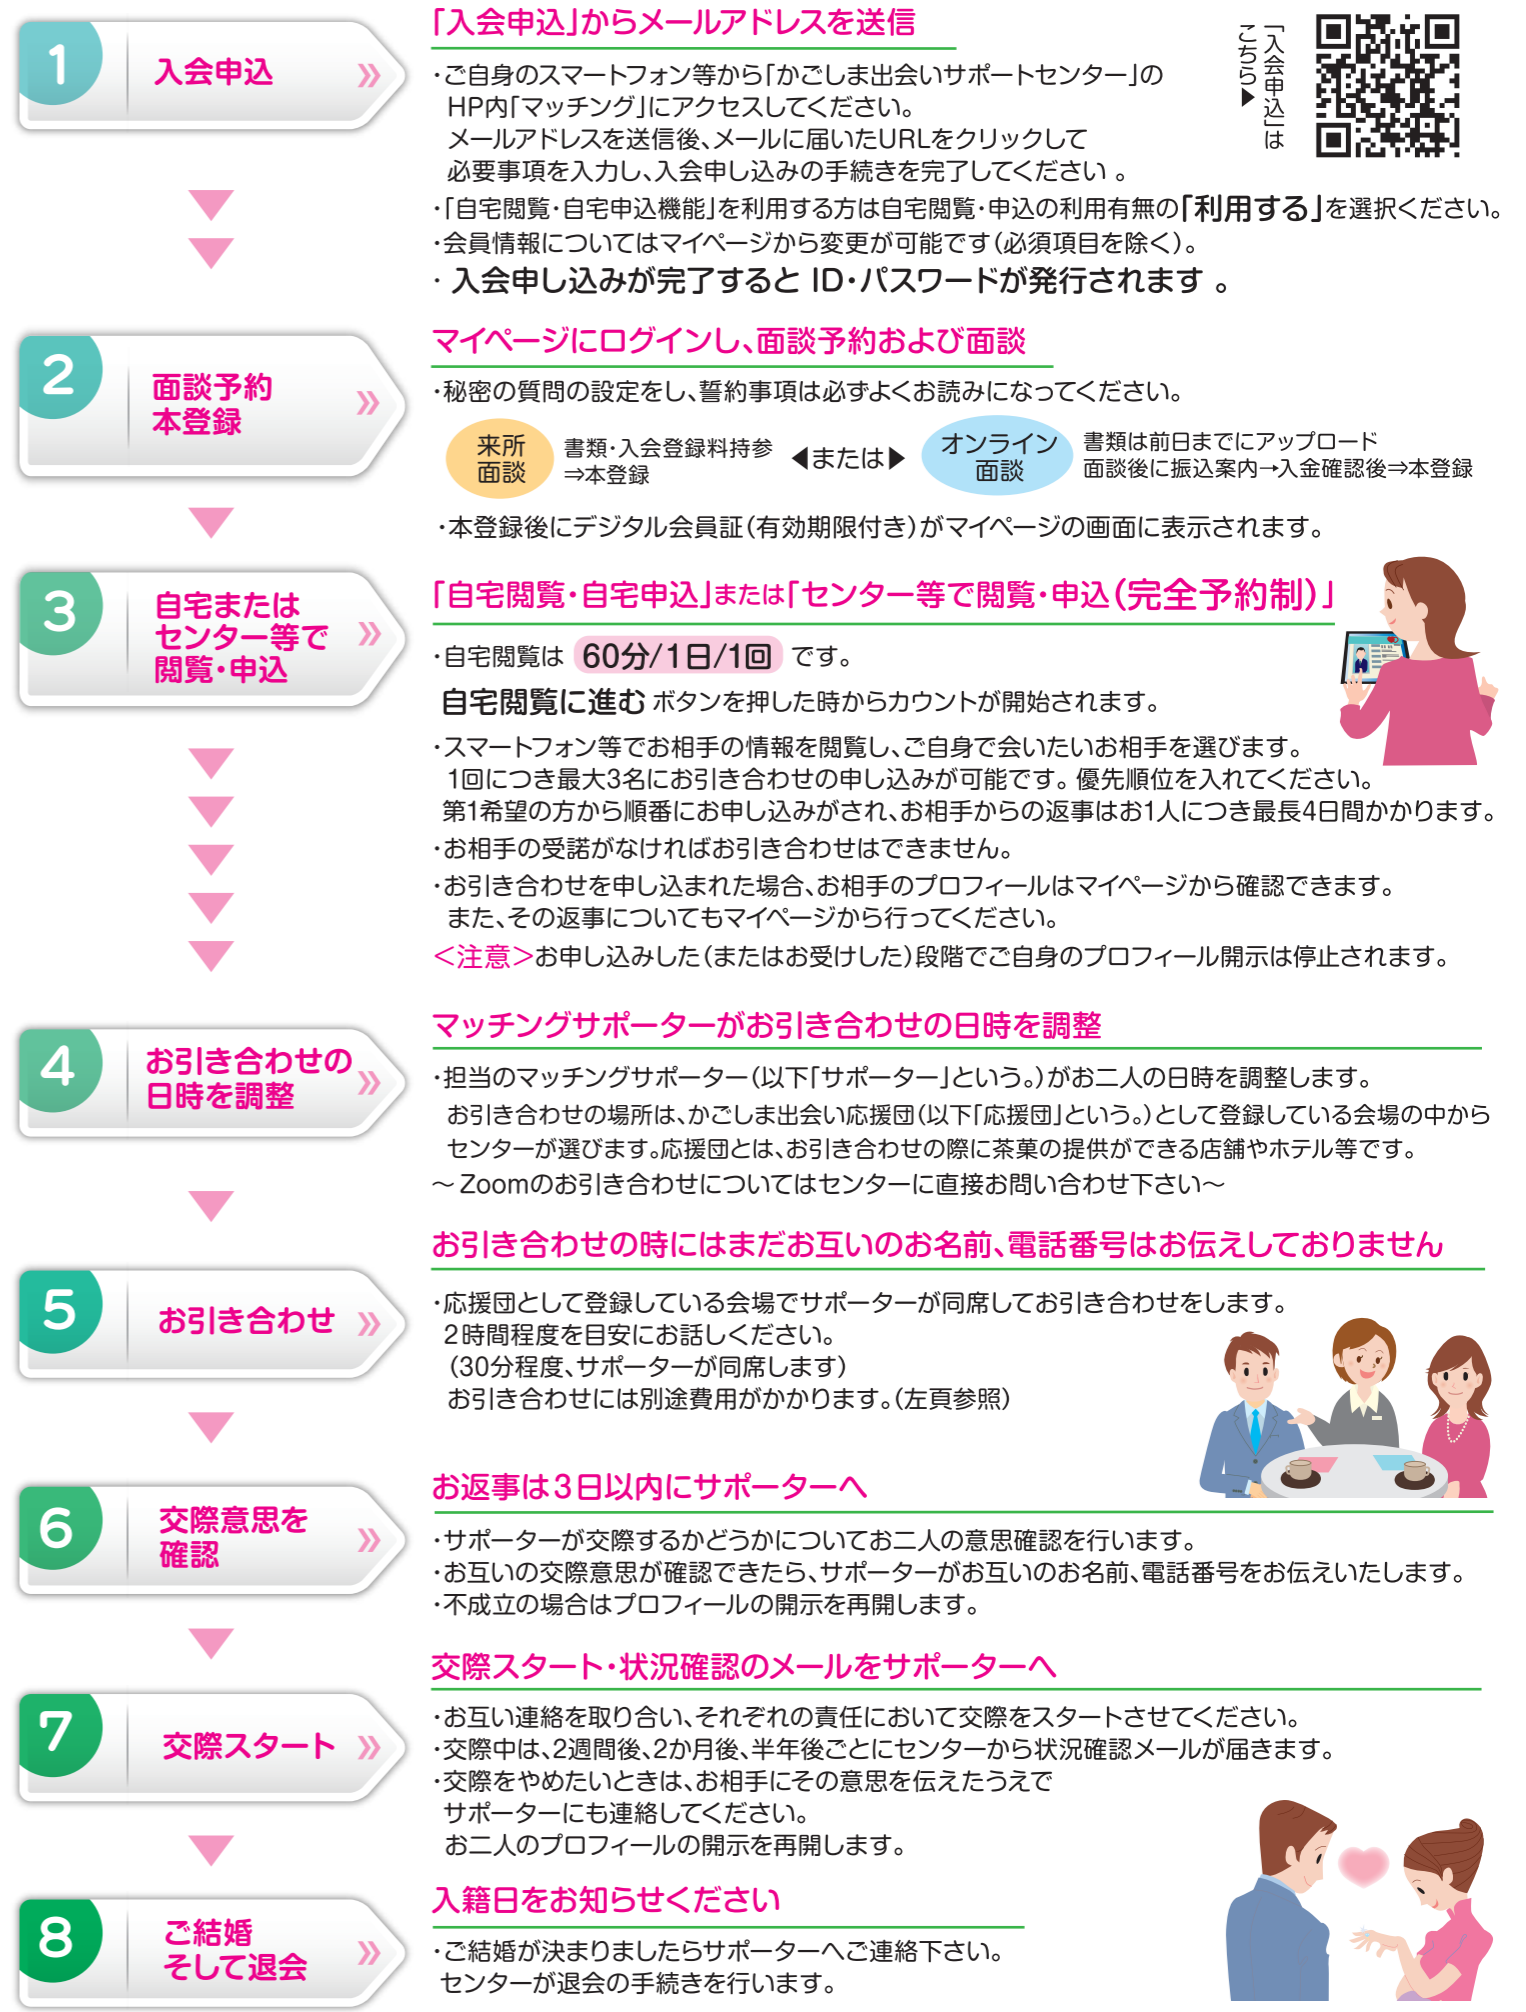 1
入会申込
「入会申込」からメールアドレスを送信
「入会申込」は
こちら▶
・ご自身のスマートフォン等から「かごしま出会いサポートセンター」の
HP内「マッチング」にアクセスしてください。
メールアドレスを送信後、メールに届いたURLをクリックして
必要事項を入力し、入会申し込みの手続きを完了してください 。
・「自宅閲覧・自宅申込機能」を利用する方は自宅閲覧・申込の利用有無の「利用する」を選択ください。
・会員情報についてはマイページから変更が可能です（必須項目を除く）。
・ 入会申し込みが完了すると ID・パスワードが発行されます 。
2
面談予約
本登録
マイページにログインし、面談予約および面談
・秘密の質問の設定をし、誓約事項は必ずよくお読みになってください。
来所
面談
書類・入会登録料持参
⇒本登録
◀または▶
オンライン
面談
書類は前日までにアップロード
面談後に振込案内→入金確認後⇒本登録
・本登録後にデジタル会員証（有効期限付き）がマイページの画面に表示されます。
3
自宅または
センター等で
閲覧・申込
「自宅閲覧・自宅申込」または「センター等で閲覧・申込（完全予約制）」
・自宅閲覧は 60分/1日/1回 です。
自宅閲覧に進む ボタンを押した時からカウントが開始されます。
・スマートフォン等でお相手の情報を閲覧し、ご自身で会いたいお相手を選びます。
1回につき最大3名にお引き合わせの申し込みが可能です。優先順位を入れてください。
第1希望の方から順番にお申し込みがされ、お相手からの返事はお1人につき最長4日間かかります。
・お相手の受諾がなければお引き合わせはできません。
・お引き合わせを申し込まれた場合、お相手のプロフィールはマイページから確認できます。
また、その返事についてもマイページから行ってください。
＜注意＞お申し込みした（またはお受けした）段階でご自身のプロフィール開示は停止されます。
4
お引き合わせの
日時を調整
マッチングサポーターがお引き合わせの日時を調整
・担当のマッチングサポーター（以下「サポーター」という。）がお二人の日時を調整します。
お引き合わせの場所は、かごしま出会い応援団（以下「応援団」という。）として登録している会場の中から
センターが選びます。応援団とは、お引き合わせの際に茶菓の提供ができる店舗やホテル等です。
～ Zoomのお引き合わせについてはセンターに直接お問い合わせ下さい～
5
お引き合わせ
お引き合わせの時にはまだお互いのお名前、電話番号はお伝えしておりません
・応援団として登録している会場でサポーターが同席してお引き合わせをします。
2時間程度を目安にお話しください。
（30分程度、サポーターが同席します）
お引き合わせには別途費用がかかります。（左頁参照）
6
交際意思を
確認
お返事は3日以内にサポーターへ
・サポーターが交際するかどうかについてお二人の意思確認を行います。
・お互いの交際意思が確認できたら、サポーターがお互いのお名前、電話番号をお伝えいたします。
・不成立の場合はプロフィールの開示を再開します。
7
交際スタート
交際スタート・状況確認のメールをサポーターへ
・お互い連絡を取り合い、それぞれの責任において交際をスタートさせてください。
・交際中は、2週間後、2か月後、半年後ごとにセンターから状況確認メールが届きます。
・交際をやめたいときは、お相手にその意思を伝えたうえで
サポーターにも連絡してください。
お二人のプロフィールの開示を再開します。
8
ご結婚
そして退会
入籍日をお知らせください
・ご結婚が決まりましたらサポーターへご連絡下さい。
センターが退会の手続きを行います。